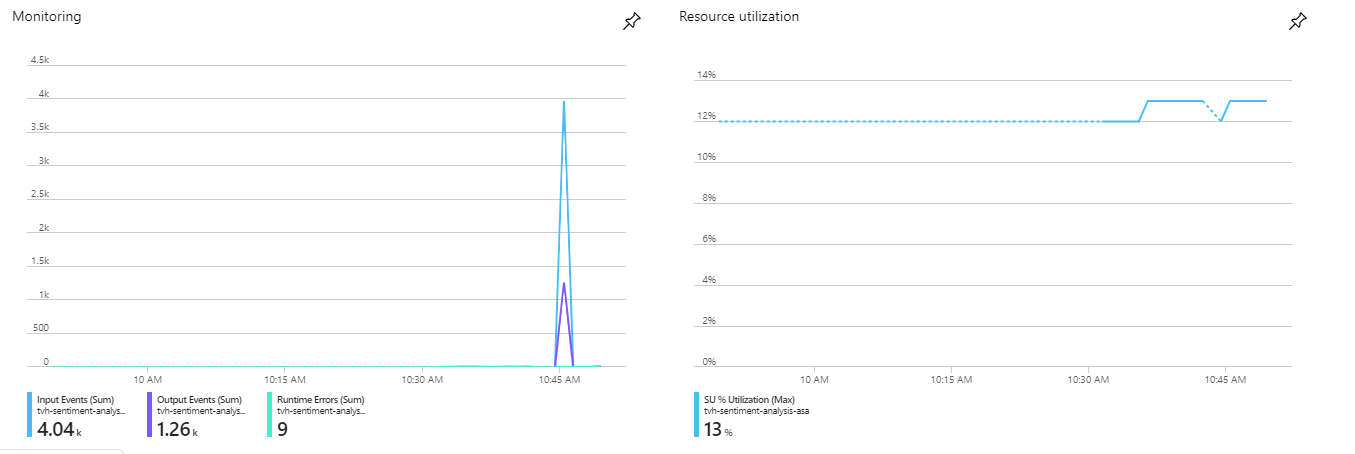 Monitoring
4.5k
4k
3.5k
3k
2.5k
2k
1.5k
1k
500
0
10 AM 10:15 AM 10:30 AM 10:45 AM
Input Events (Sum)
tvh-sentiment-analys...
4.04 k
Output Events (Sum)
tvh-sentiment-analys...
1.26 k
Runtime Errors (Sum)
tvh-sentiment-analys...
9
Resource utilization
14%
12%
10%
8%
6%
4%
2%
0%
10 AM 10:15 AM 10:30 AM 10:45 AM
SU % Utilization (Max)
tvh-sentiment-analysis-asa
13 %